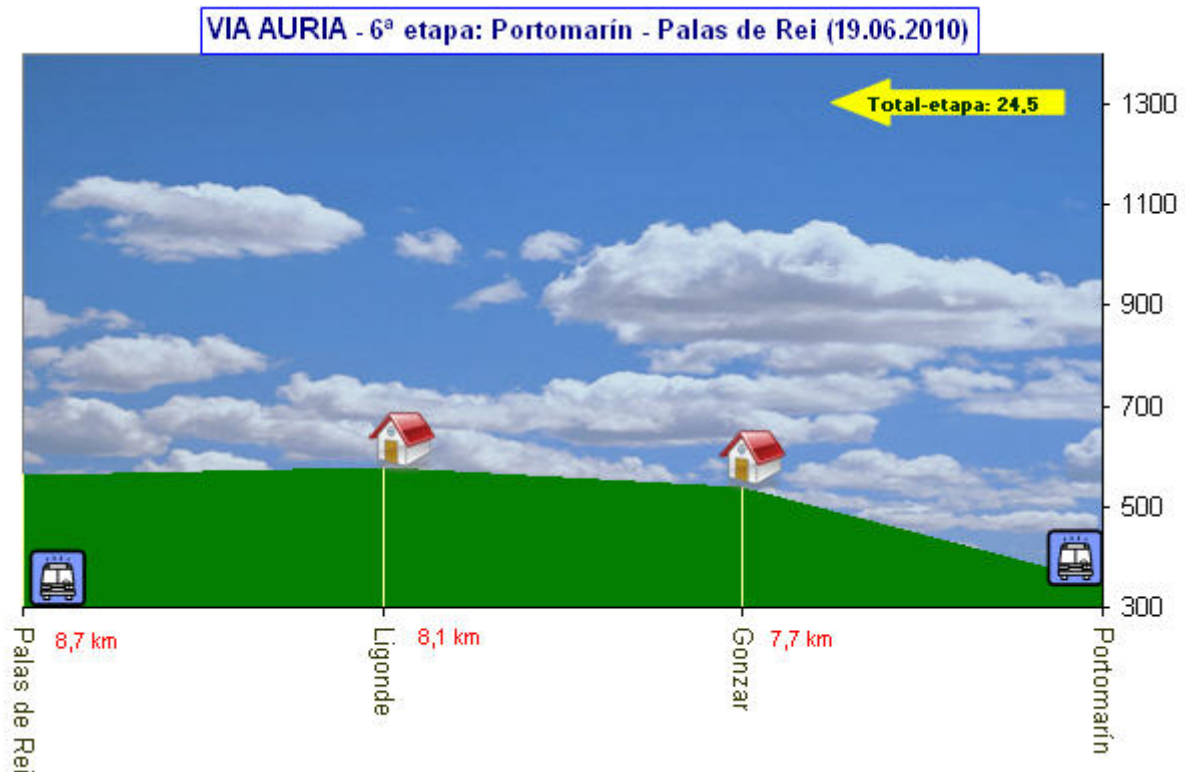 VIA AURIA - 6ª etapa: Portomarín - Palas de Rei (19.06.2010)
Total-etapa: 24,5
1300
1100
900
700
500
300
8,7 km
8,1 km
7,7 km
Palas de Rei
Ligonde
Gonzar
Portomarín